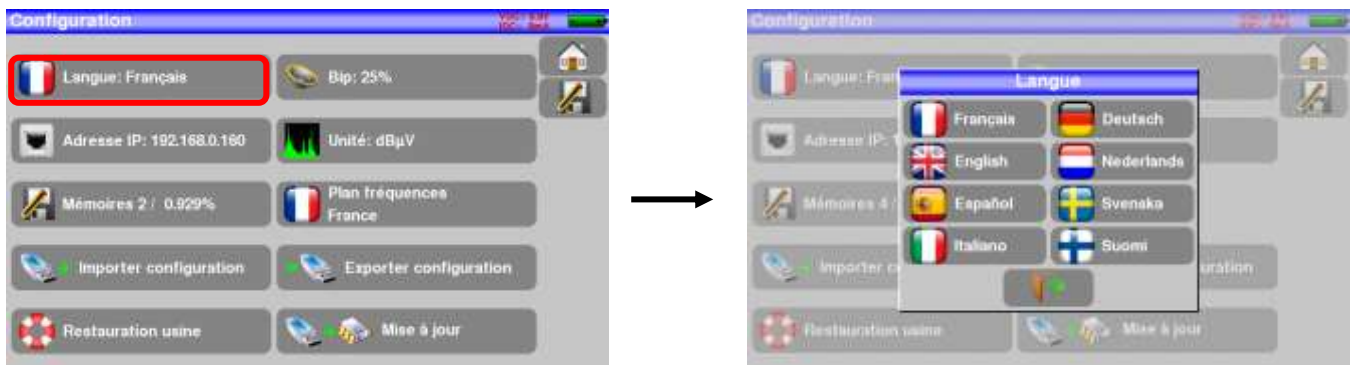 Configuration
Langue: Français
Bip: 25%
Adresse IP: 192.168.0.160
Unité: dBµV
Mémoires 2 / 0.929%
Plan fréquences
France
Importer configuration
Exporter configuration
Restauration usine
Mise à jour
Configuration
Langue: Fran
Adresse IP: 1
Mémoires 4 /
Importer c
uration
Restauration usine
Mise à jour
Langue
Français
Deutsch
English
Nederlands
Español
Svenska
Italiano
Suomi